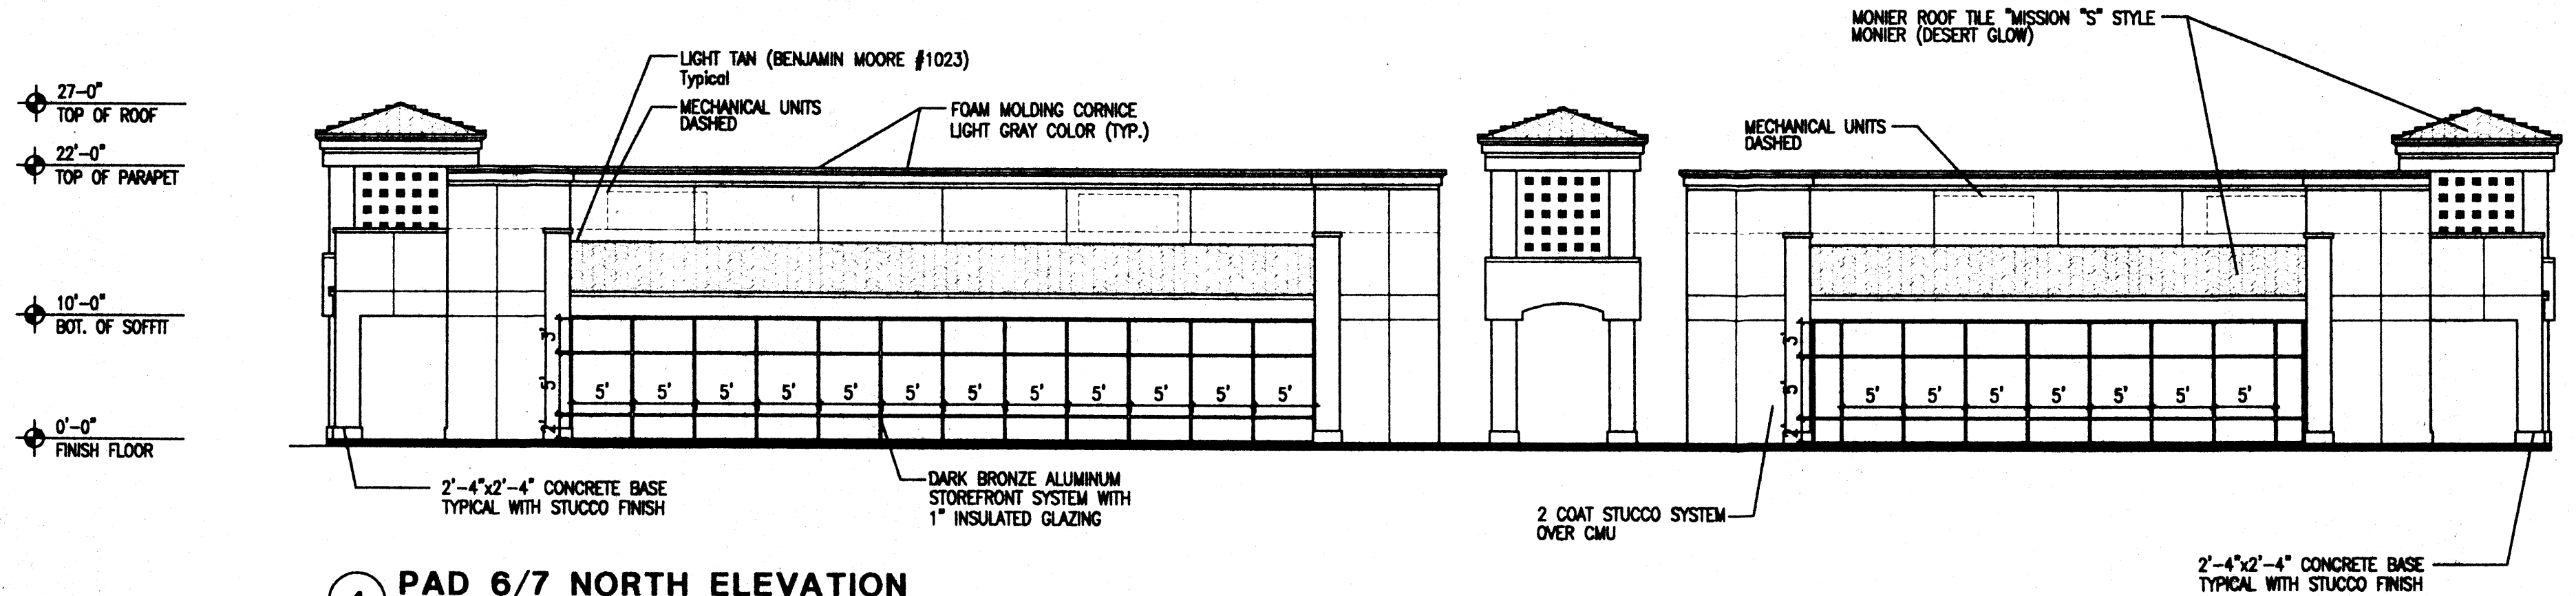 MONIER ROOF TILE "MISSION "S" STYLE
MONIER (DESERT GLOW)
LIGHT TAN (BENJAMIN MOORE #1023)
Typical
MECHANICAL UNITS
DASHED
FOAM MOLDING CORNICE
LIGHT GRAY COLOR (TYP.)
MECHANICAL UNITS
DASHED
27-0"
TOP OF ROOF
22'-0"
TOP OF PARAPET
10'-0"
BOT. OF SOFFIT
0'-0"
FINISH FLOOR
3'
5'
2'
5' 5' 5' 5' 5' 5' 5' 5' 5' 5' 5' 5'
3'
5'
2'
5' 5' 5' 5' 5' 5' 5'
2'-4"x2'-4" CONCRETE BASE
TYPICAL WITH STUCCO FINISH
DARK BRONZE ALUMINUM
STOREFRONT SYSTEM WITH
1" INSULATED GLAZING
2 COAT STUCCO SYSTEM
OVER CMU
2'-4"x2'-4" CONCRETE BASE
TYPICAL WITH STUCCO FINISH
PAD 6/7 NORTH ELEVATION